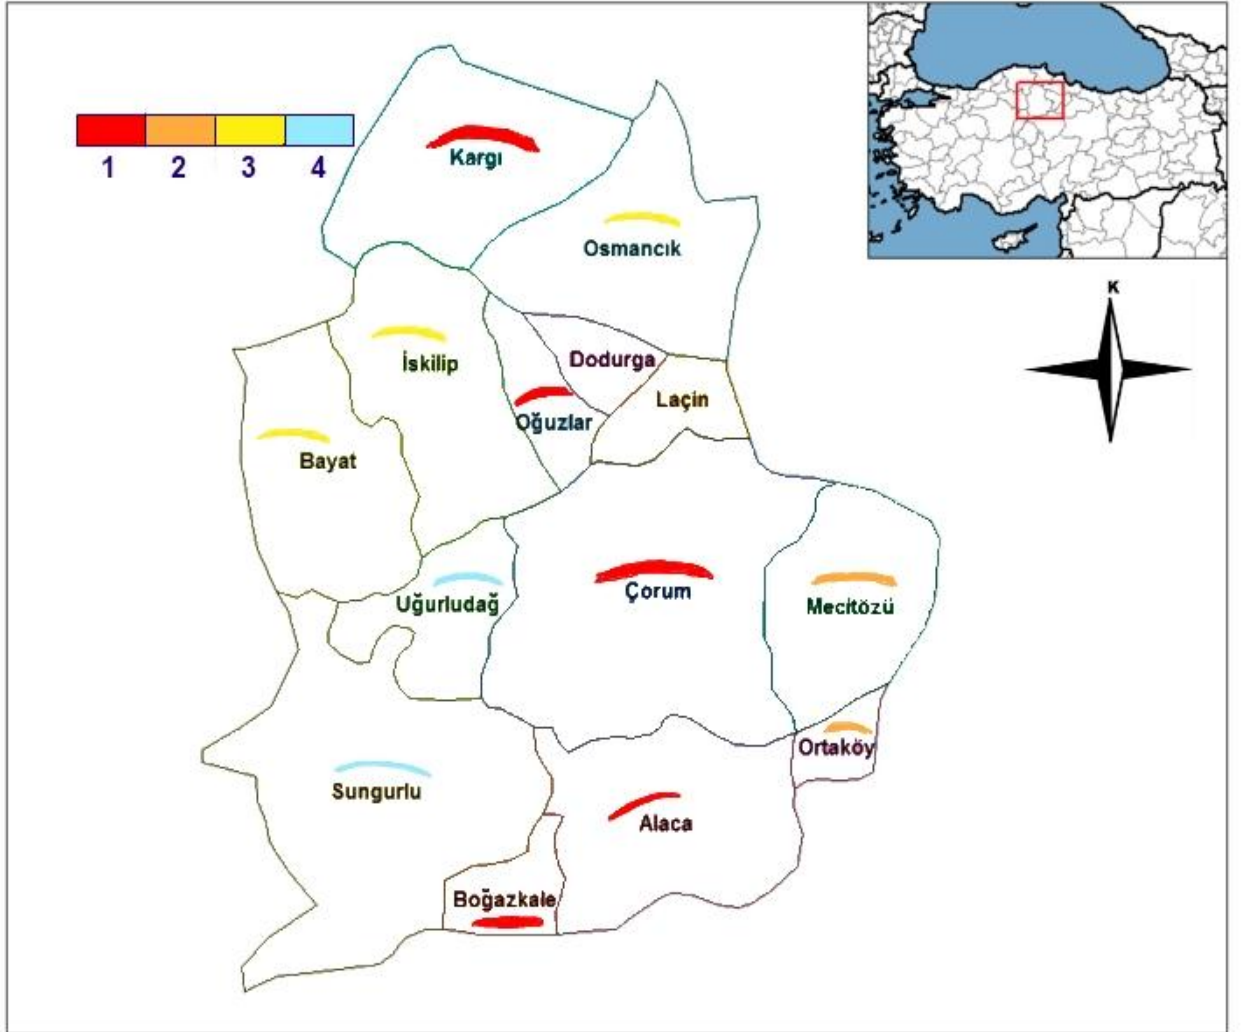 1 2 3 4
K
Kargı
Osmancık
İskilip
Dodurga
Laçin
Oğuzlar
Bayat
Uğurludağ
Çorum
Mecitözü
Ortaköy
Sungurlu
Alaca
Boğazkale